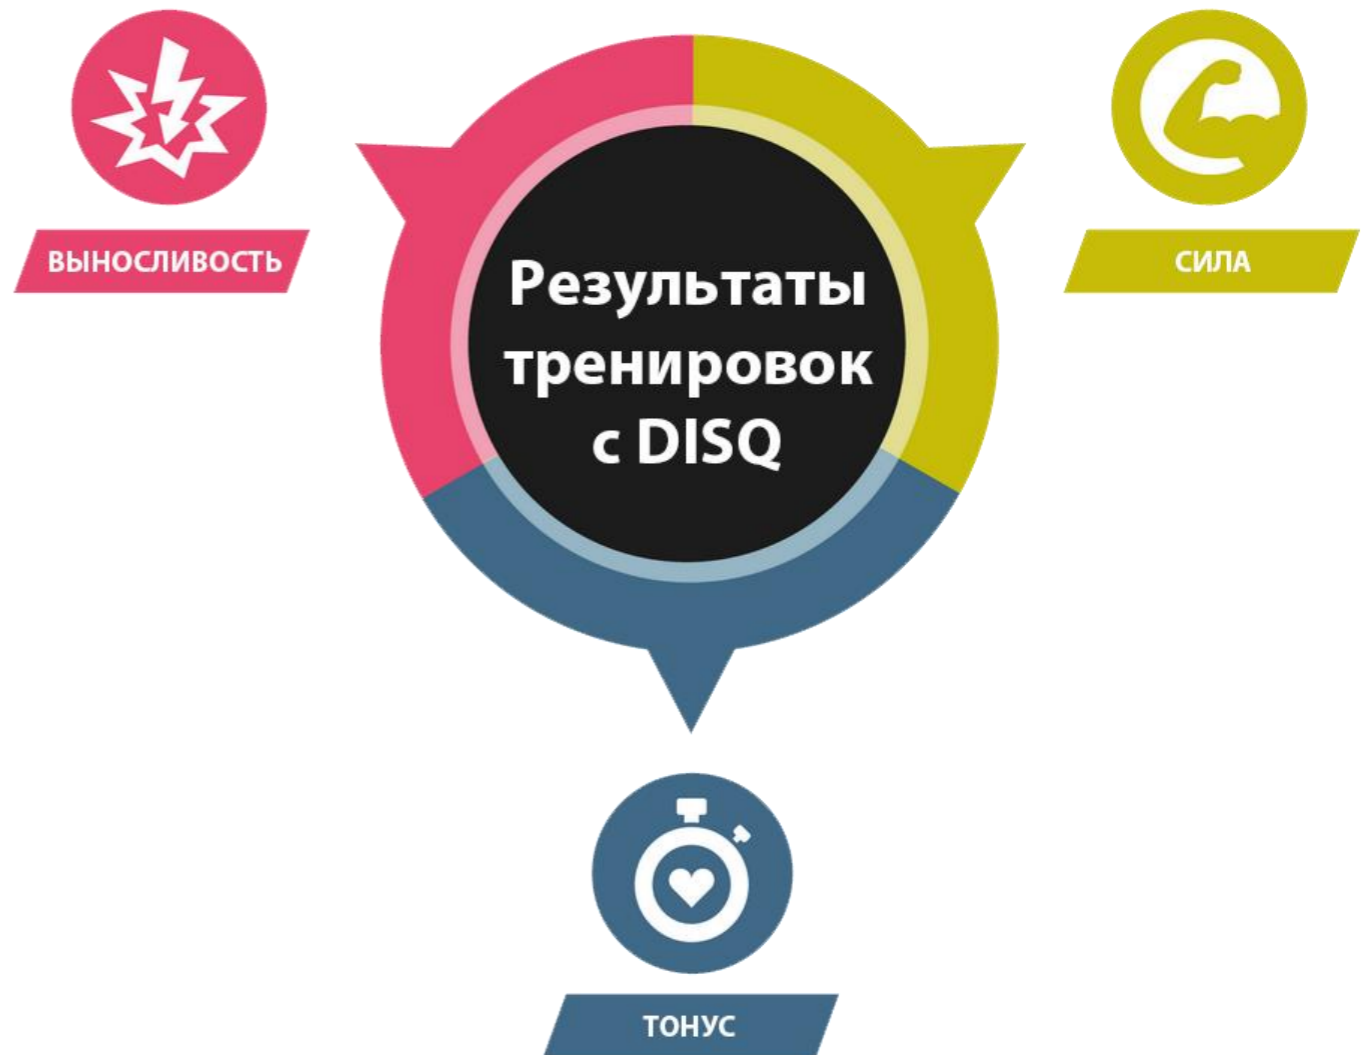 ВЫНОСЛИВОСТЬ
СИЛА
Результаты
тренировок
с DISQ
ТОНУС